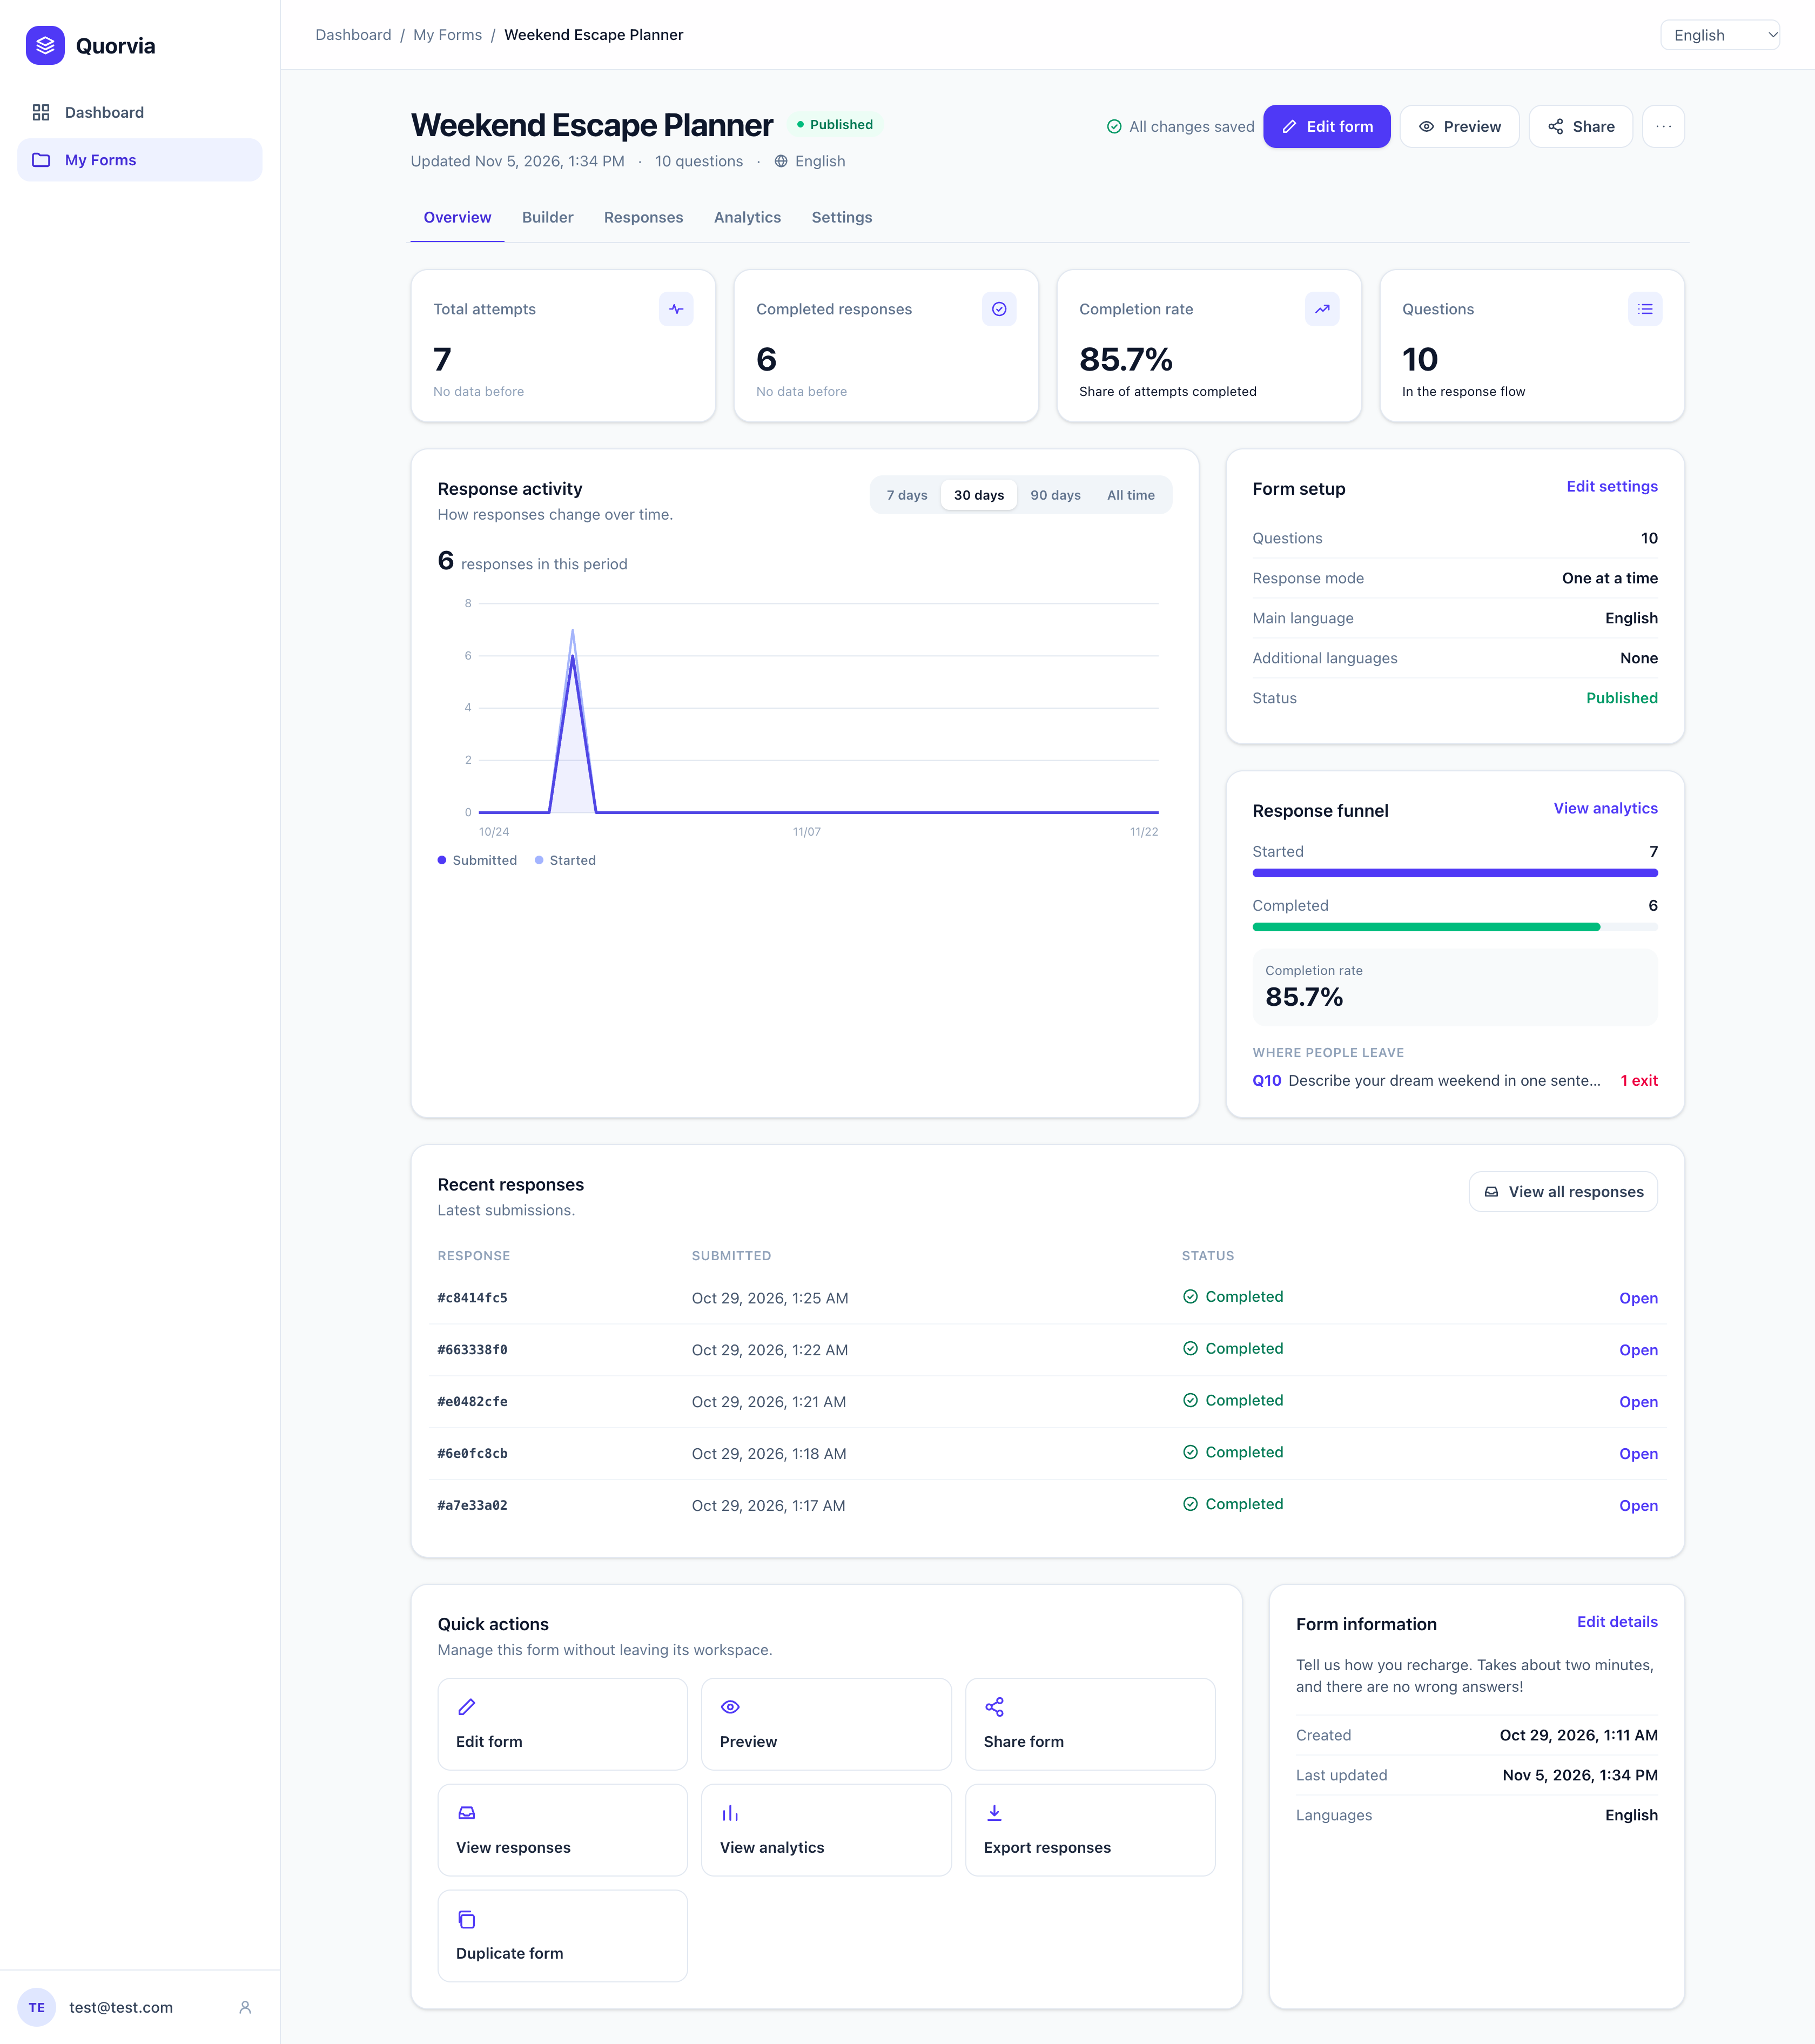 Quorvia
Dashboard
My Forms
test@test.com
TE
Dashboard / My Forms / Weekend Escape Planner
English
Weekend Escape Planner
Published
Updated Nov 5, 2026, 1:34 PM · 10 questions · English
All changes saved
Edit form
Preview
Share
...
Overview
Builder
Responses
Analytics
Settings
Total attempts
7
No data before
Completed responses
6
No data before
Completion rate
85.7%
Share of attempts completed
Questions
10
In the response flow
Response activity
How responses change over time.
7 days
30 days
90 days
All time
6 responses in this period
8
6
4
2
0
10/24
11/07
11/22
Submitted
Started
Form setup
Edit settings
Questions 10
Response mode One at a time
Main language English
Additional languages None
Status Published
Response funnel
View analytics
Started 7
Completed 6
Completion rate
85.7%
WHERE PEOPLE LEAVE
Q10 Describe your dream weekend in one sente... 1 exit
Recent responses
Latest submissions.
View all responses
RESPONSE SUBMITTED STATUS
#c8414fc5 Oct 29, 2026, 1:25 AM Completed Open
#663338f0 Oct 29, 2026, 1:22 AM Completed Open
#e0482cfe Oct 29, 2026, 1:21 AM Completed Open
#6e0fc8cb Oct 29, 2026, 1:18 AM Completed Open
#a7e33a02 Oct 29, 2026, 1:17 AM Completed Open
Quick actions
Manage this form without leaving its workspace.
Edit form
Preview
Share form
View responses
View analytics
Export responses
Duplicate form
Form information
Edit details
Tell us how you recharge. Takes about two minutes,
and there are no wrong answers!
Created Oct 29, 2026, 1:11 AM
Last updated Nov 5, 2026, 1:34 PM
Languages English